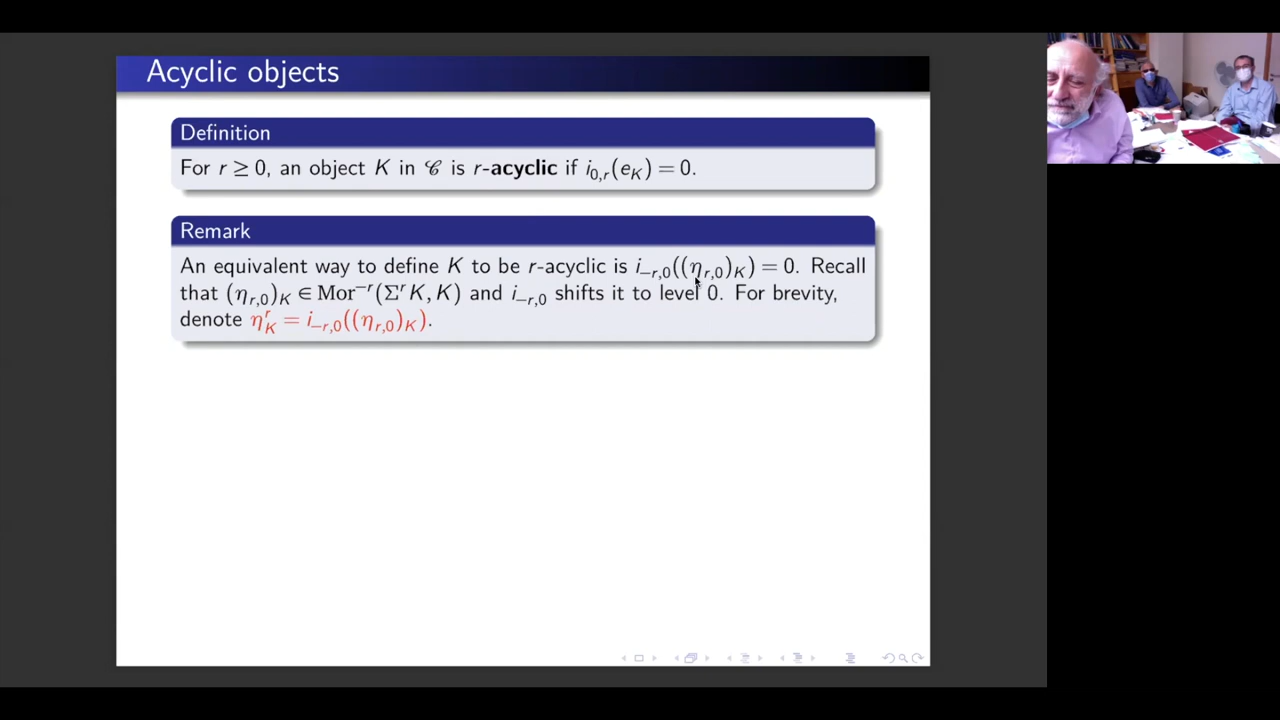 Acyclic objects
Definition
For r ≥ 0, an object K in 𝒞 is r-acyclic if i_{0,r}(e_K) = 0.
Remark
An equivalent way to define K to be r-acyclic is i_{−r,0}((η_{r,0})_K) = 0. Recall
that (η_{r,0})_K ∈ Mor^{−r}(Σ^r K, K) and i_{−r,0} shifts it to level 0. For brevity,
denote η^r_K = i_{−r,0}((η_{r,0})_K).